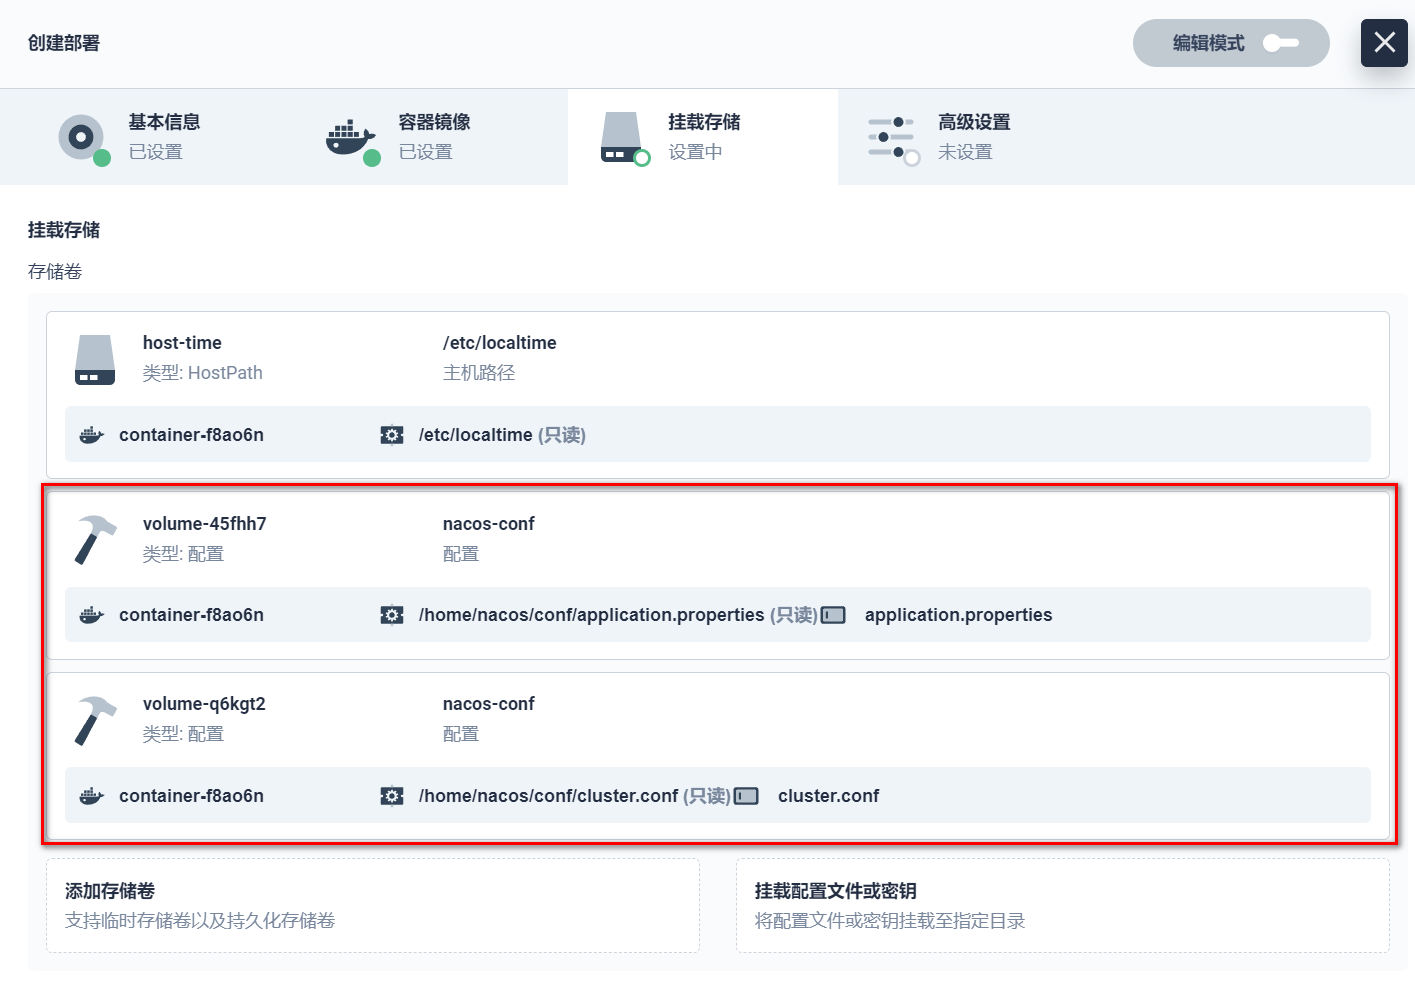 创建部署
编辑模式
基本信息
已设置
容器镜像
已设置
挂载存储
设置中
高级设置
未设置
挂载存储
存储卷
host-time
类型: HostPath
/etc/localtime
主机路径
container-f8ao6n
/etc/localtime (只读)
volume-45fhh7
类型: 配置
nacos-conf
配置
container-f8ao6n
/home/nacos/conf/application.properties (只读)
application.properties
volume-q6kgt2
类型: 配置
nacos-conf
配置
container-f8ao6n
/home/nacos/conf/cluster.conf (只读)
cluster.conf
添加存储卷
支持临时存储卷以及持久化存储卷
挂载配置文件或密钥
将配置文件或密钥挂载至指定目录